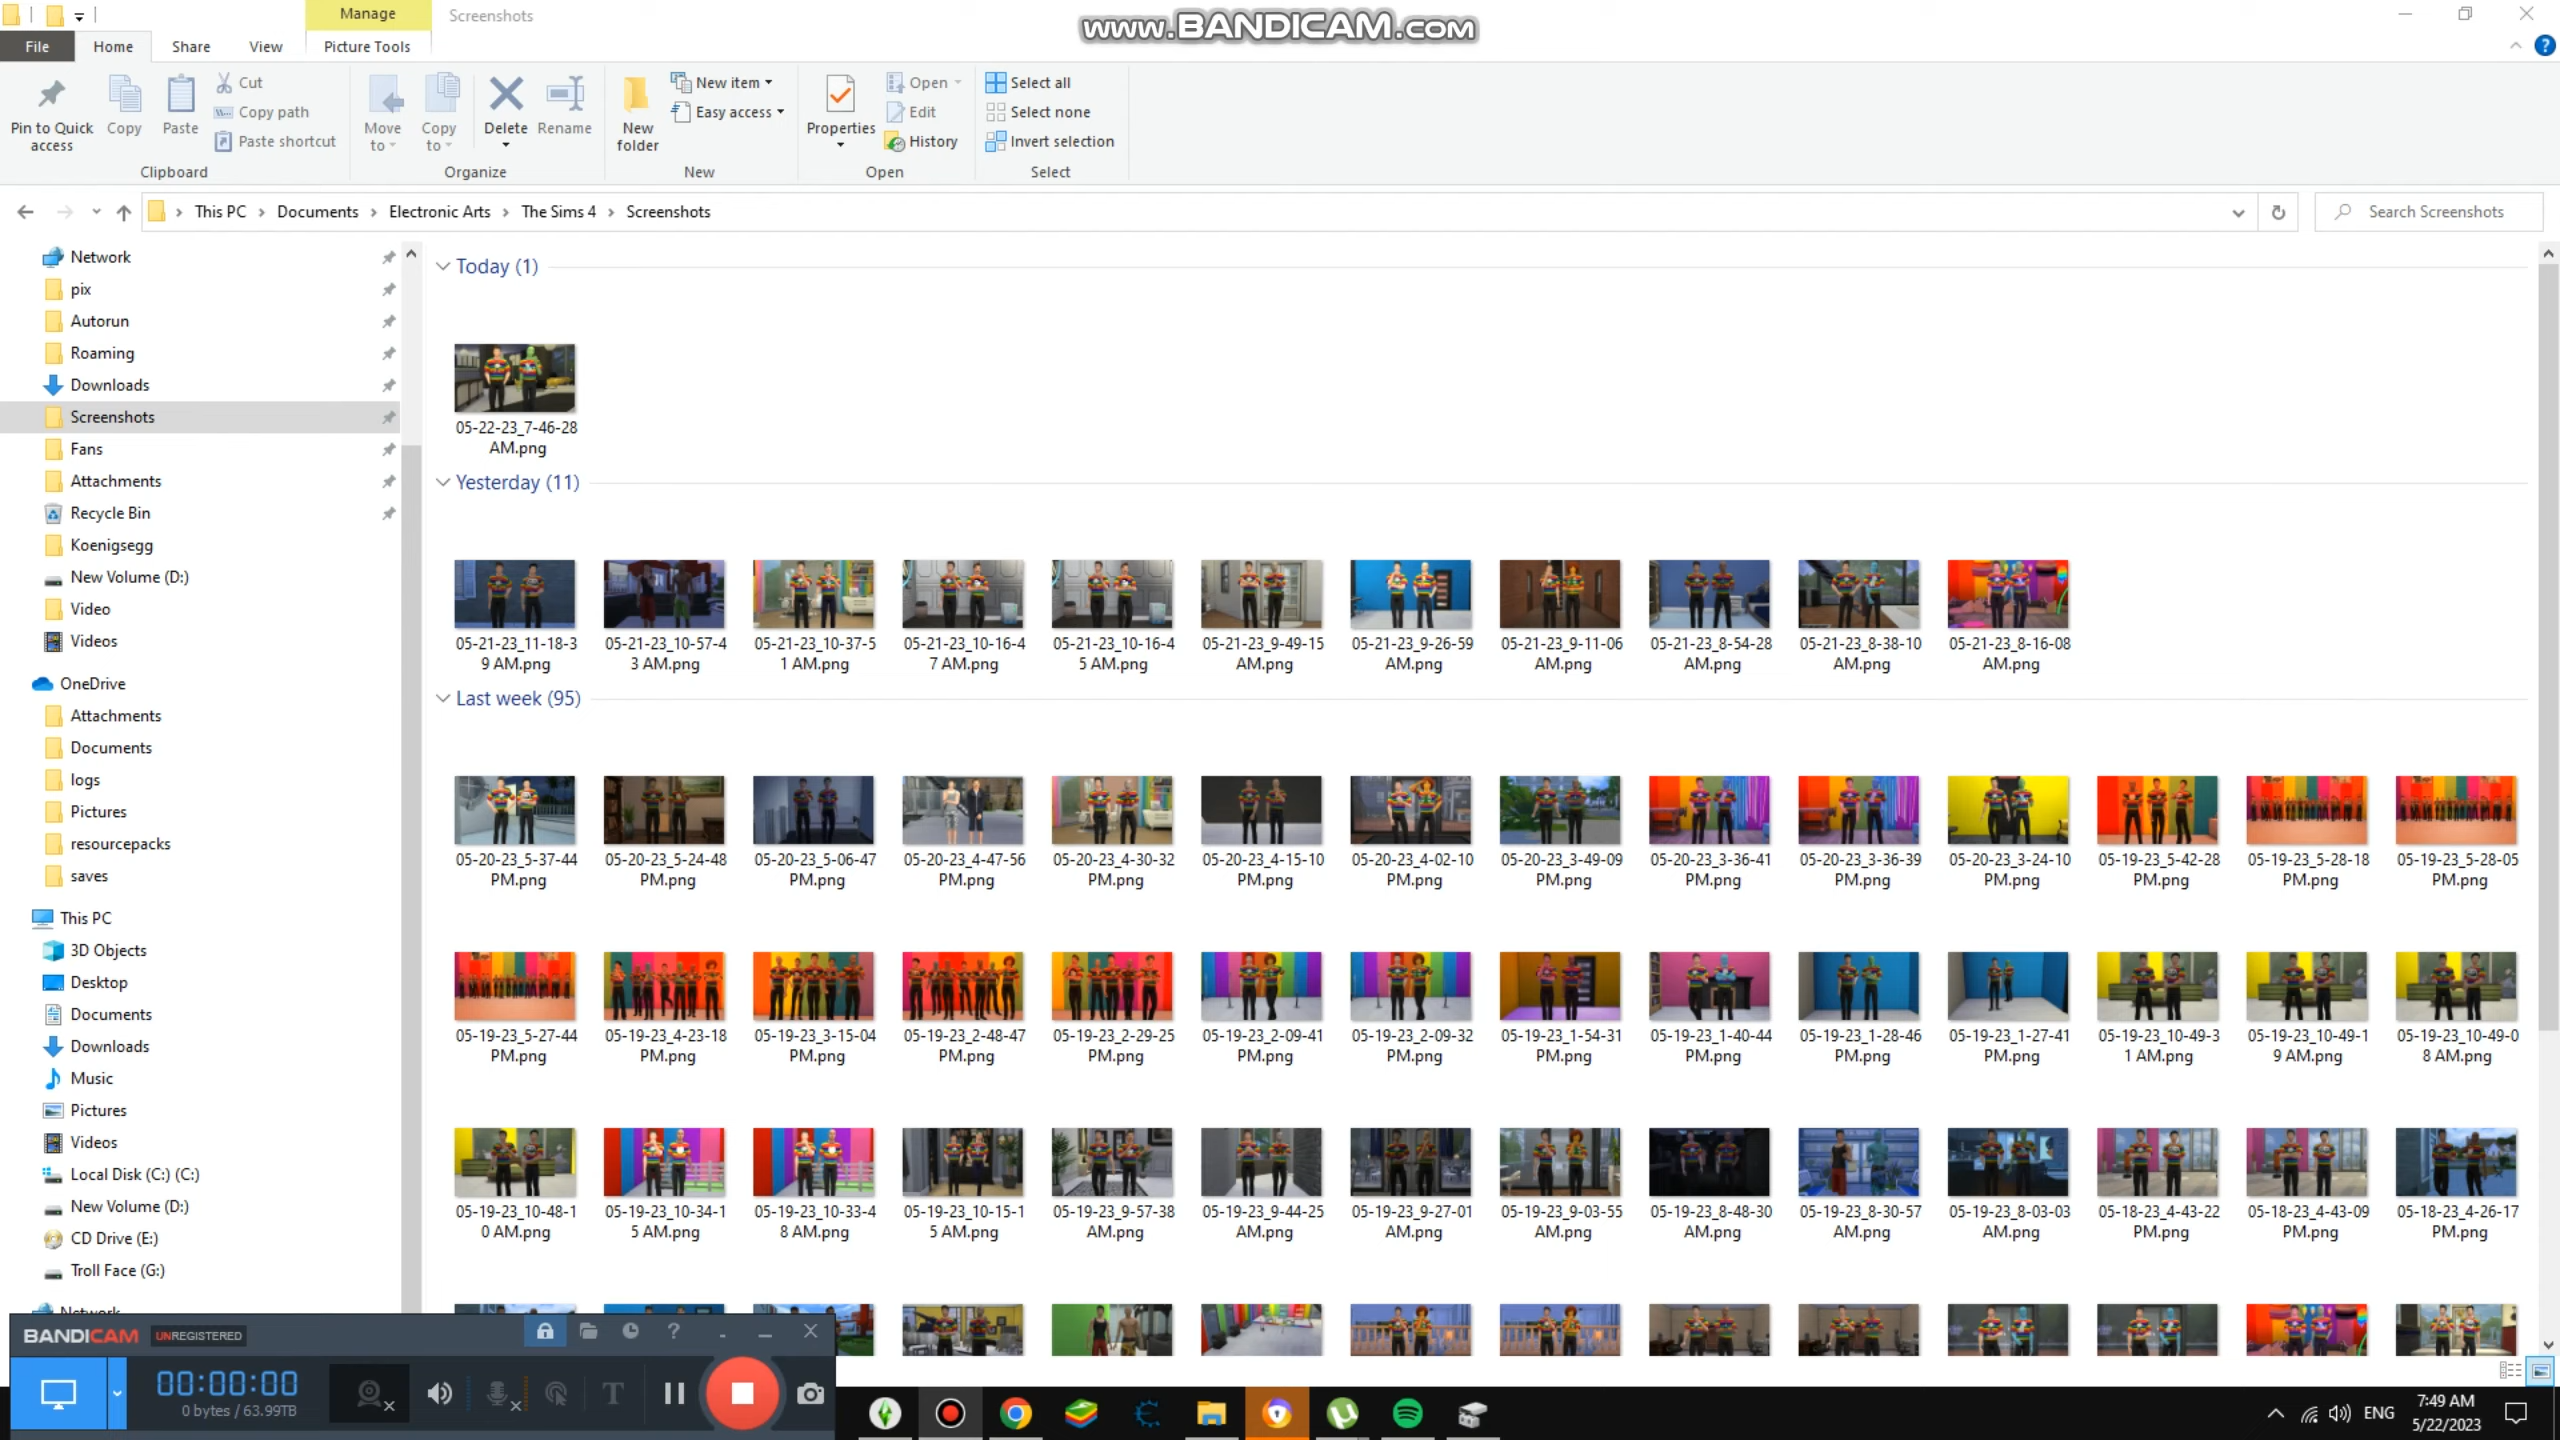 Manage
Screenshots
www.BANDICAM.com
File
Home
Share
View
Picture Tools
Pin to Quick access
Copy
Paste
Cut
Copy path
Paste shortcut
Move to
Copy to
Delete
Rename
New folder
New item
Easy access
Properties
Open
Edit
History
Select all
Select none
Invert selection
Clipboard
Organize
New
Open
Select
This PC
Documents
Electronic Arts
The Sims 4
Screenshots
Search Screenshots
Network
pix
Autorun
Roaming
Downloads
Screenshots
Fans
Attachments
Recycle Bin
Koenigsegg
New Volume (D:)
Video
Videos
OneDrive
Attachments
Documents
logs
Pictures
resourcepacks
saves
This PC
3D Objects
Desktop
Documents
Downloads
Music
Pictures
Videos
Local Disk (C:) (C:)
New Volume (D:)
CD Drive (E:)
Troll Face (G:)
Network
Today (1)
05-22-23_7-46-28 AM.png
Yesterday (11)
05-21-23_11-18-39 AM.png
05-21-23_10-57-43 AM.png
05-21-23_10-37-51 AM.png
05-21-23_10-16-47 AM.png
05-21-23_10-16-45 AM.png
05-21-23_9-49-15 AM.png
05-21-23_9-26-59 AM.png
05-21-23_9-11-06 AM.png
05-21-23_8-54-28 AM.png
05-21-23_8-38-10 AM.png
05-21-23_8-16-08 AM.png
Last week (95)
05-20-23_5-37-44 PM.png
05-20-23_5-24-48 PM.png
05-20-23_5-06-47 PM.png
05-20-23_4-47-56 PM.png
05-20-23_4-30-32 PM.png
05-20-23_4-15-10 PM.png
05-20-23_4-02-10 PM.png
05-20-23_3-49-09 PM.png
05-20-23_3-36-41 PM.png
05-20-23_3-36-39 PM.png
05-20-23_3-24-10 PM.png
05-19-23_5-42-28 PM.png
05-19-23_5-28-18 PM.png
05-19-23_5-28-05 PM.png
05-19-23_5-27-44 PM.png
05-19-23_4-23-18 PM.png
05-19-23_3-15-04 PM.png
05-19-23_2-48-47 PM.png
05-19-23_2-29-25 PM.png
05-19-23_2-09-41 PM.png
05-19-23_2-09-32 PM.png
05-19-23_1-54-31 PM.png
05-19-23_1-40-44 PM.png
05-19-23_1-28-46 PM.png
05-19-23_1-27-41 PM.png
05-19-23_10-49-31 AM.png
05-19-23_10-49-19 AM.png
05-19-23_10-49-08 AM.png
05-19-23_10-48-10 AM.png
05-19-23_10-34-15 AM.png
05-19-23_10-33-48 AM.png
05-19-23_10-15-15 AM.png
05-19-23_9-57-38 AM.png
05-19-23_9-44-25 AM.png
05-19-23_9-27-01 AM.png
05-19-23_9-03-55 AM.png
05-19-23_8-48-30 AM.png
05-19-23_8-30-57 AM.png
05-19-23_8-03-03 AM.png
05-18-23_4-43-22 PM.png
05-18-23_4-43-09 PM.png
05-18-23_4-26-17 PM.png
BANDICAM UNREGISTERED
00:00:00
0 bytes / 63.99TB
ENG
7:49 AM
5/22/2023